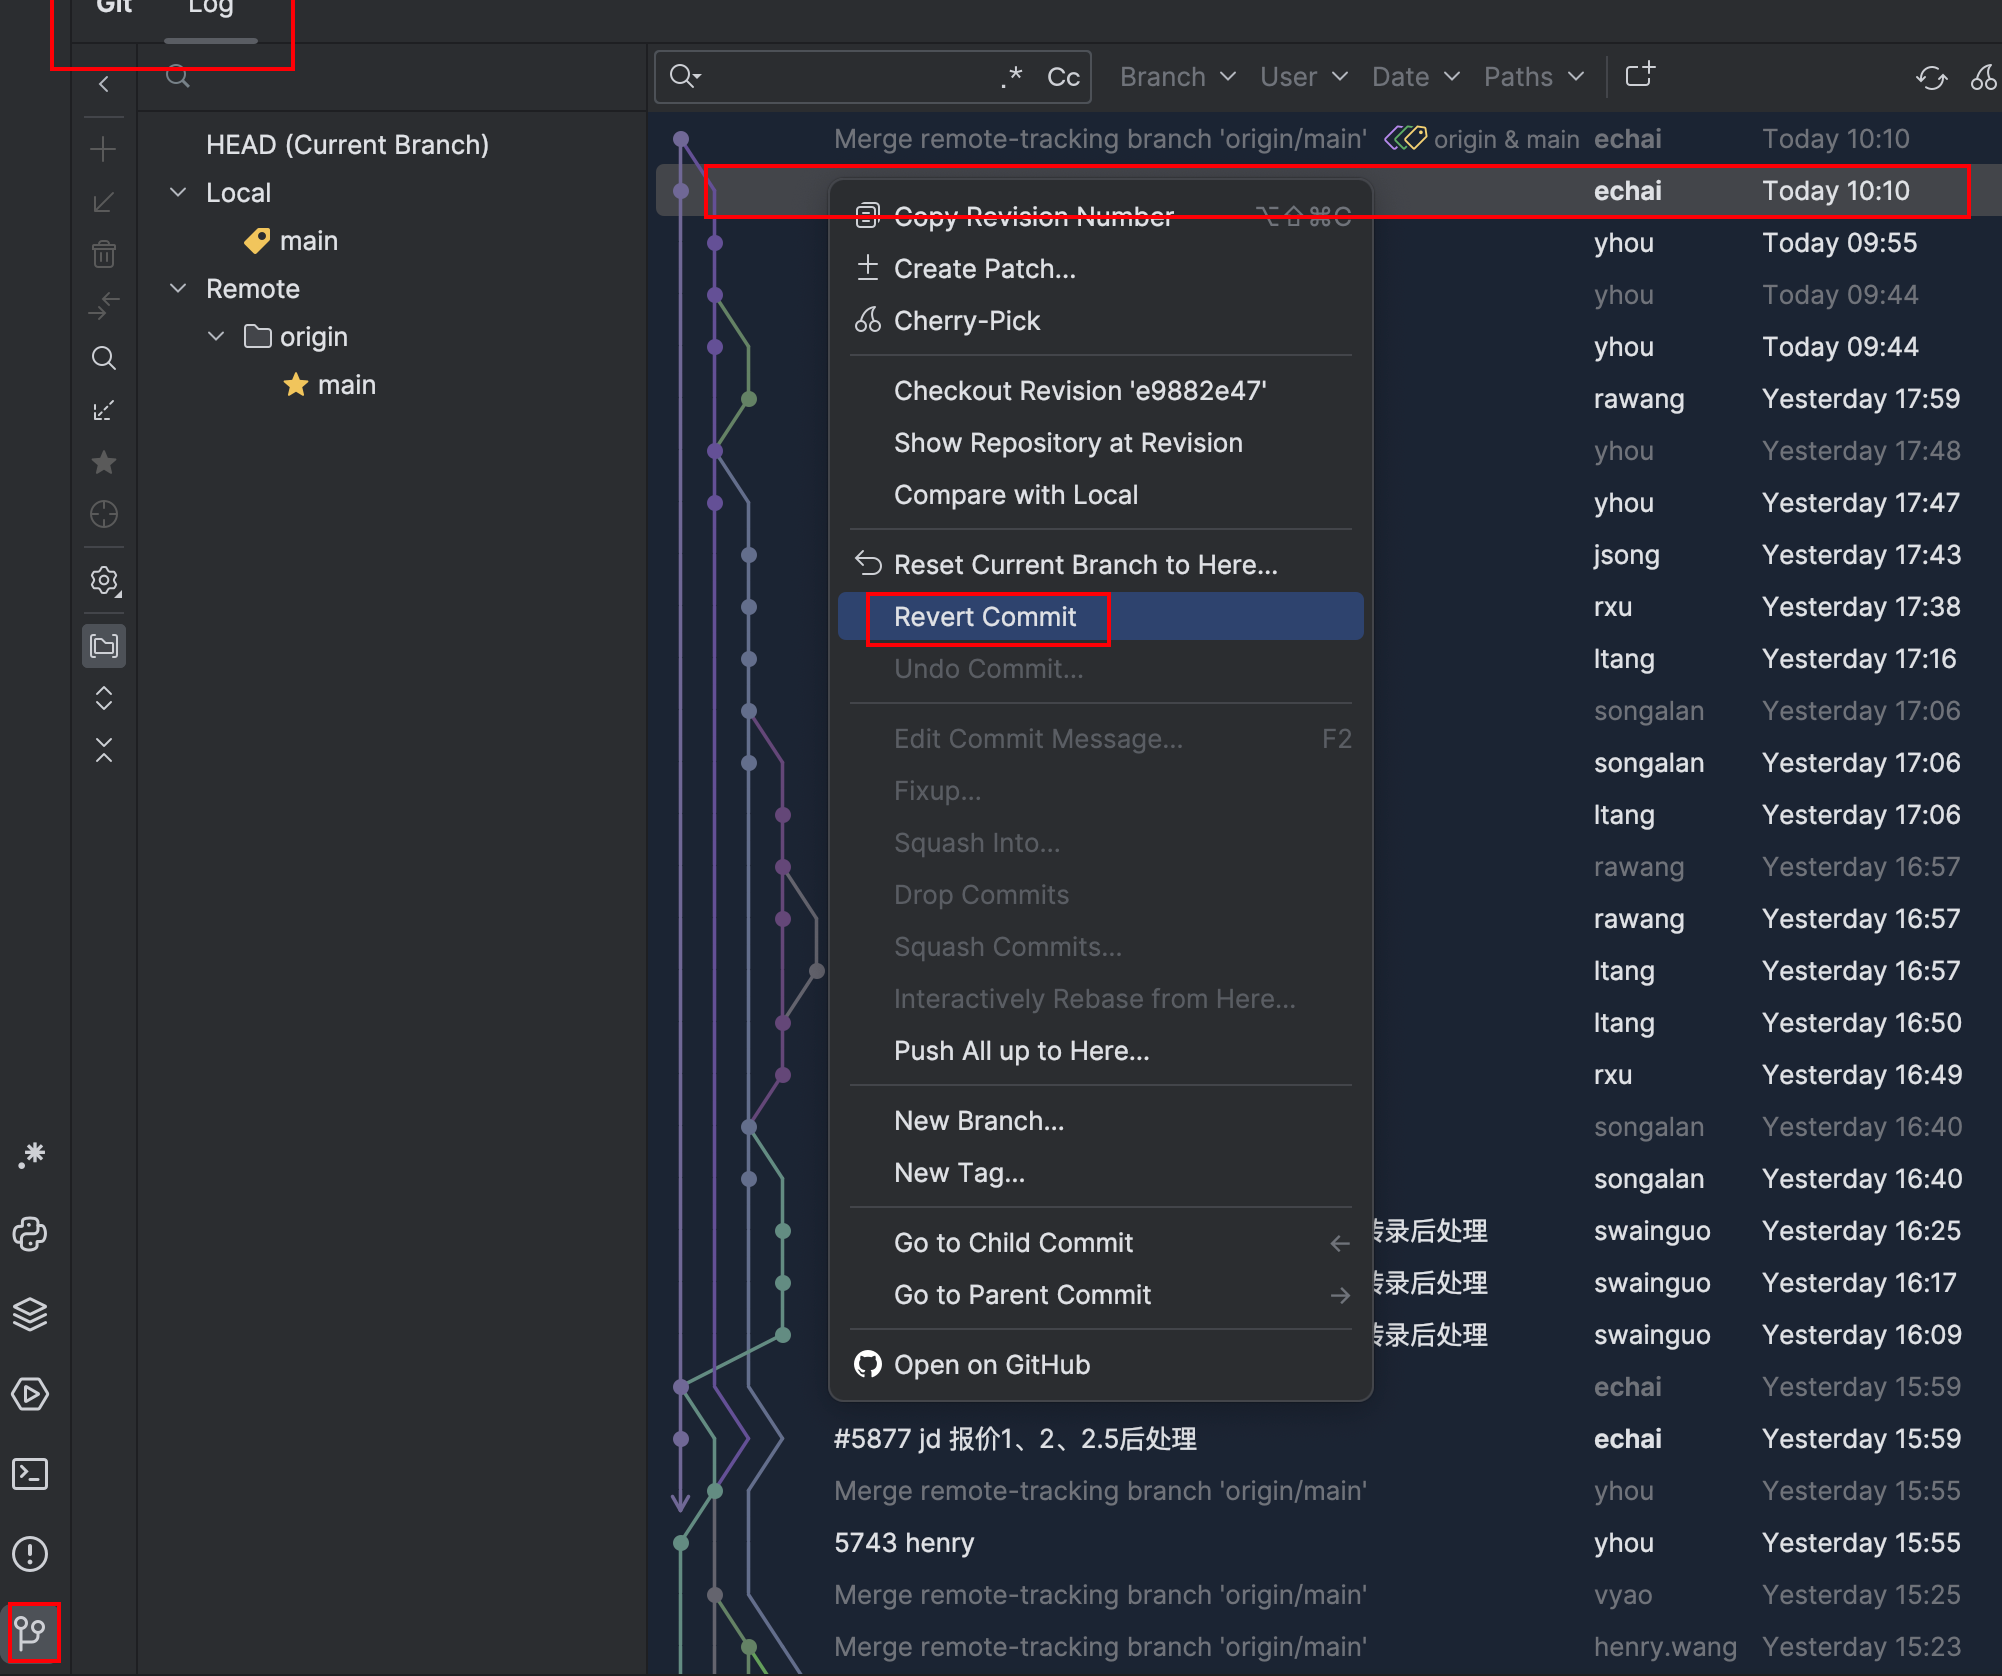 Git Log
.* Cc Branch User Date Paths
HEAD (Current Branch)
Local
main
Remote
origin
main
Merge remote-tracking branch 'origin/main' origin & main echai Today 10:10
echai Today 10:10
yhou Today 09:55
yhou Today 09:44
yhou Today 09:44
rawang Yesterday 17:59
yhou Yesterday 17:48
yhou Yesterday 17:47
jsong Yesterday 17:43
rxu Yesterday 17:38
ltang Yesterday 17:16
songalan Yesterday 17:06
songalan Yesterday 17:06
ltang Yesterday 17:06
rawang Yesterday 16:57
rawang Yesterday 16:57
ltang Yesterday 16:57
ltang Yesterday 16:50
rxu Yesterday 16:49
songalan Yesterday 16:40
songalan Yesterday 16:40
录后处理 swainguo Yesterday 16:25
录后处理 swainguo Yesterday 16:17
录后处理 swainguo Yesterday 16:09
echai Yesterday 15:59
#5877 jd 报价1、2、2.5后处理 echai Yesterday 15:59
Merge remote-tracking branch 'origin/main' yhou Yesterday 15:55
5743 henry yhou Yesterday 15:55
Merge remote-tracking branch 'origin/main' vyao Yesterday 15:25
Merge remote-tracking branch 'origin/main' henry.wang Yesterday 15:23
Copy Revision Number ⌥⇧⌘C
Create Patch...
Cherry-Pick
Checkout Revision 'e9882e47'
Show Repository at Revision
Compare with Local
Reset Current Branch to Here...
Revert Commit
Undo Commit...
Edit Commit Message... F2
Fixup...
Squash Into...
Drop Commits
Squash Commits...
Interactively Rebase from Here...
Push All up to Here...
New Branch...
New Tag...
Go to Child Commit ←
Go to Parent Commit →
Open on GitHub